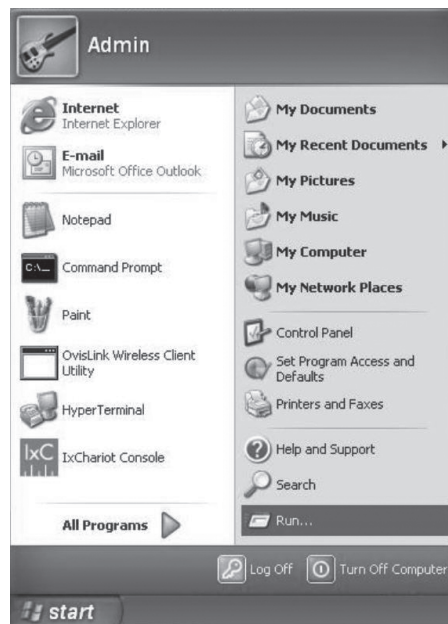 Admin
Internet
Internet Explorer
E-mail
Microsoft Office Outlook
Notepad
C:\_
Command Prompt
Paint
OvisLink Wireless Client
Utility
HyperTerminal
IxC
IxChariot Console
All Programs
My Documents
My Recent Documents
My Pictures
My Music
My Computer
My Network Places
Control Panel
Set Program Access and
Defaults
Printers and Faxes
Help and Support
Search
Run...
Log Off
Turn Off Computer
start